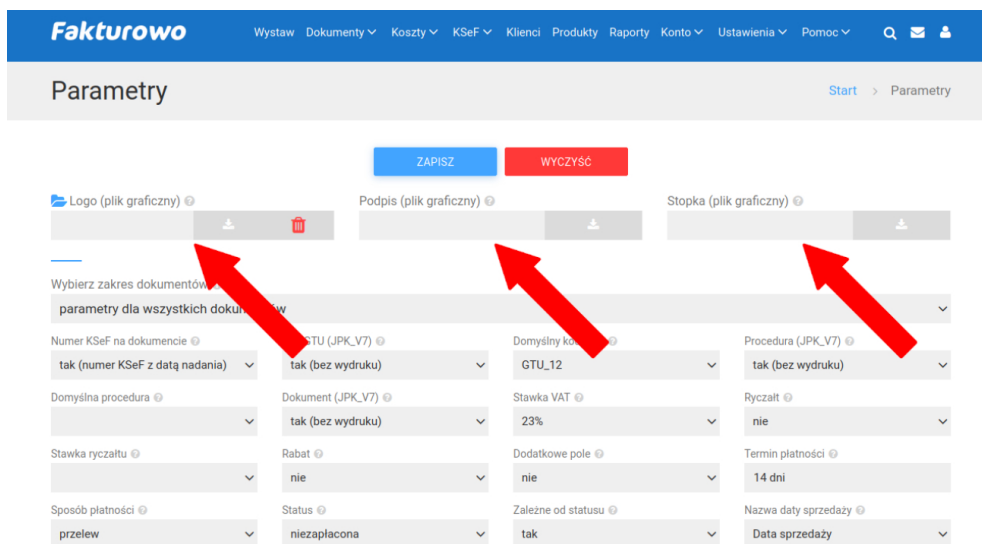 Fakturowo
Wystaw Dokumenty Koszty KSeF Klienci Produkty Raporty Konto Ustawienia Pomoc
Parametry
Start > Parametry
ZAPISZ WYCZYŚĆ
Logo (plik graficzny) Podpis (plik graficzny) Stopka (plik graficzny)
Wybierz zakres dokumentów
parametry dla wszystkich
Numer KSeF na dokumencie (JPK_V7) Domyślny Procedura (JPK_V7)
tak (numer KSeF z datą nadania) tak (bez wydruku) GTU_12 tak (bez wydruku)
Domyślna procedura Dokument (JPK_V7) Stawka VAT Ryczałt
tak (bez wydruku) 23% nie
Stawka ryczałtu Rabat Dodatkowe pole Termin płatności
nie nie 14 dni
Sposób płatności Status Zależne od statusu Nazwa daty sprzedaży
przelew niezapłacona tak Data sprzedaży